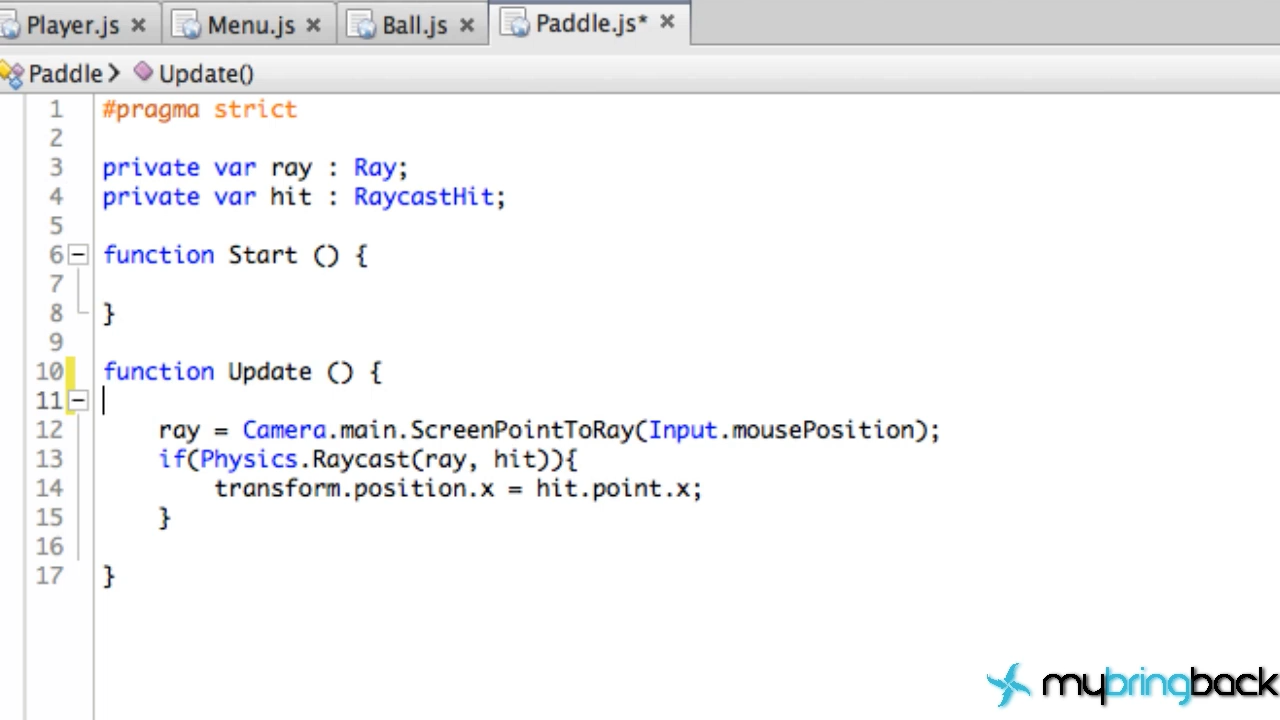 Player.js × Menu.js × Ball.js × Paddle.js* ×
Paddle Update()
1 #pragma strict
2
3 private var ray : Ray;
4 private var hit : RaycastHit;
5
6 function Start () {
7
8 }
9
10 function Update () {
11
12 ray = Camera.main.ScreenPointToRay(Input.mousePosition);
13 if(Physics.Raycast(ray, hit)){
14 transform.position.x = hit.point.x;
15 }
16
17 }
mybringback